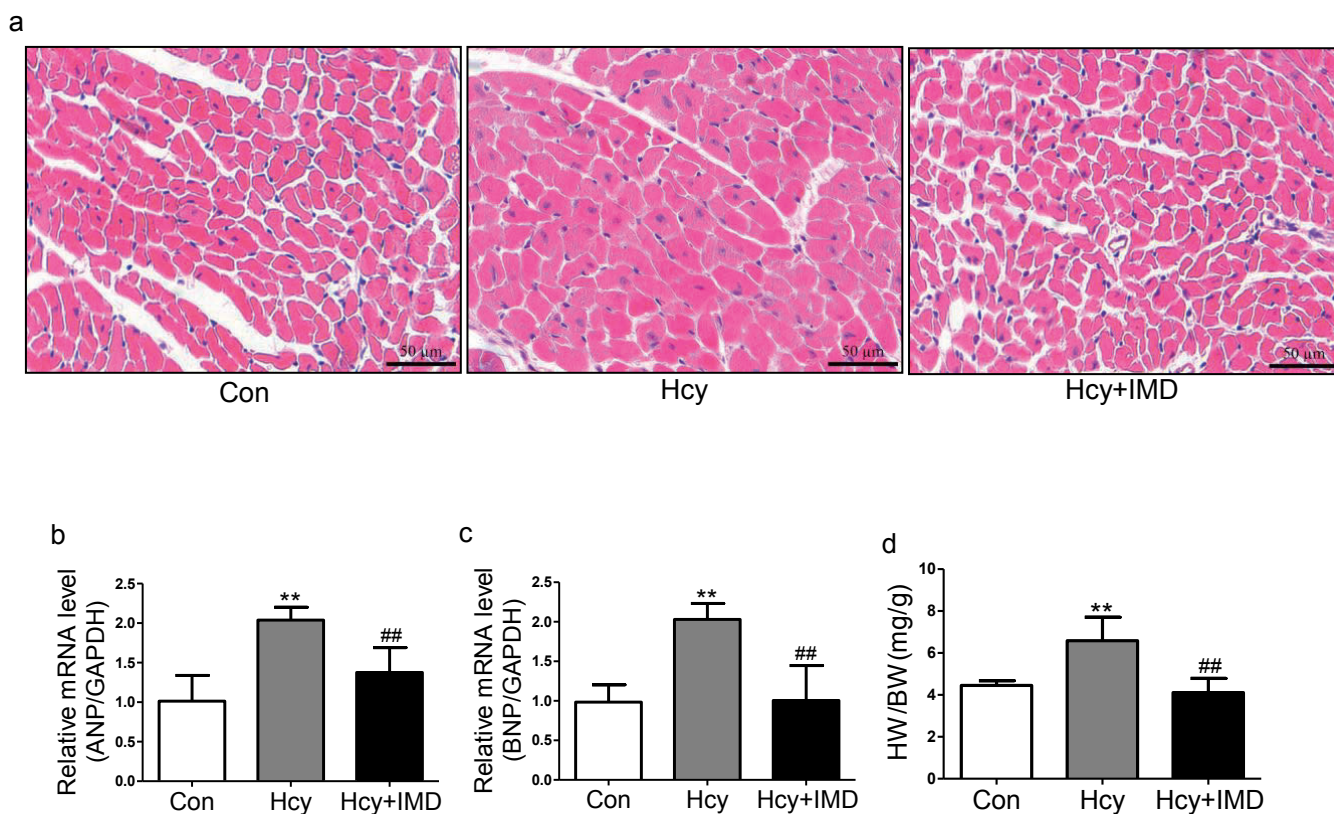 a
50 μm
50 μm
50 μm
Con
Hcy
Hcy+IMD
b
Relative mRNA level
(ANP/GAPDH)
2.5
2.0
1.5
1.0
0.5
0.0
**
##
Con
Hcy
Hcy+IMD
c
Relative mRNA level
(BNP/GAPDH)
2.5
2.0
1.5
1.0
0.5
0.0
**
##
Con
Hcy
Hcy+IMD
d
HW/BW(mg/g)
10
8
6
4
2
0
**
##
Con
Hcy
Hcy+IMD